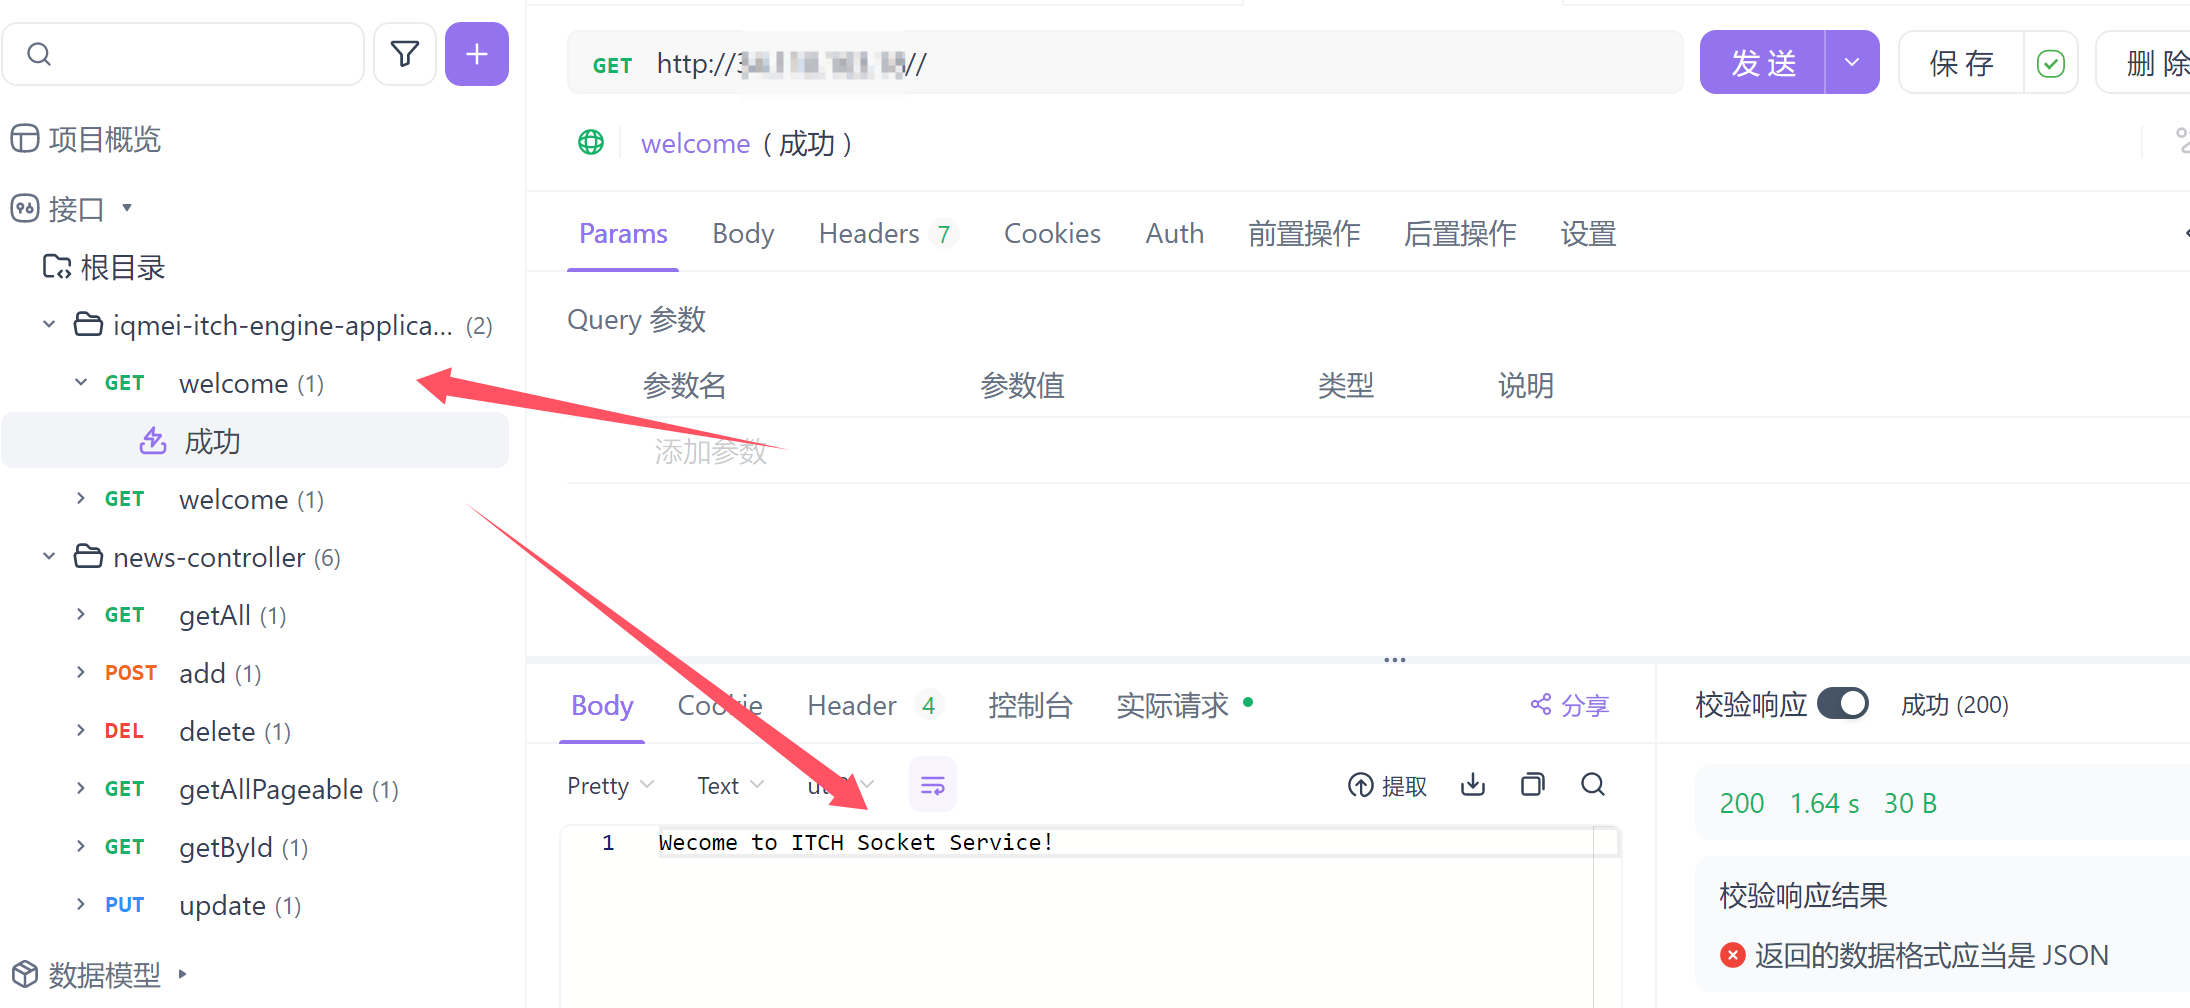 项目概览
接口
根目录
iqmei-itch-engine-applica... (2)
GET welcome (1)
成功
GET welcome (1)
news-controller (6)
GET getAll (1)
POST add (1)
DEL delete (1)
GET getAllPageable (1)
GET getById (1)
PUT update (1)
数据模型
GET http:// //
发送
保存
删除
welcome ( 成功 )
Params Body Headers 7 Cookies Auth 前置操作 后置操作 设置
Query 参数
参数名 参数值 类型 说明
添加参数
Body Cookie Header 4 控制台 实际请求
分享
Pretty Text
提取
1 Wecome to ITCH Socket Service!
校验响应 成功 (200)
200 1.64 s 30 B
校验响应结果
返回的数据格式应当是 JSON